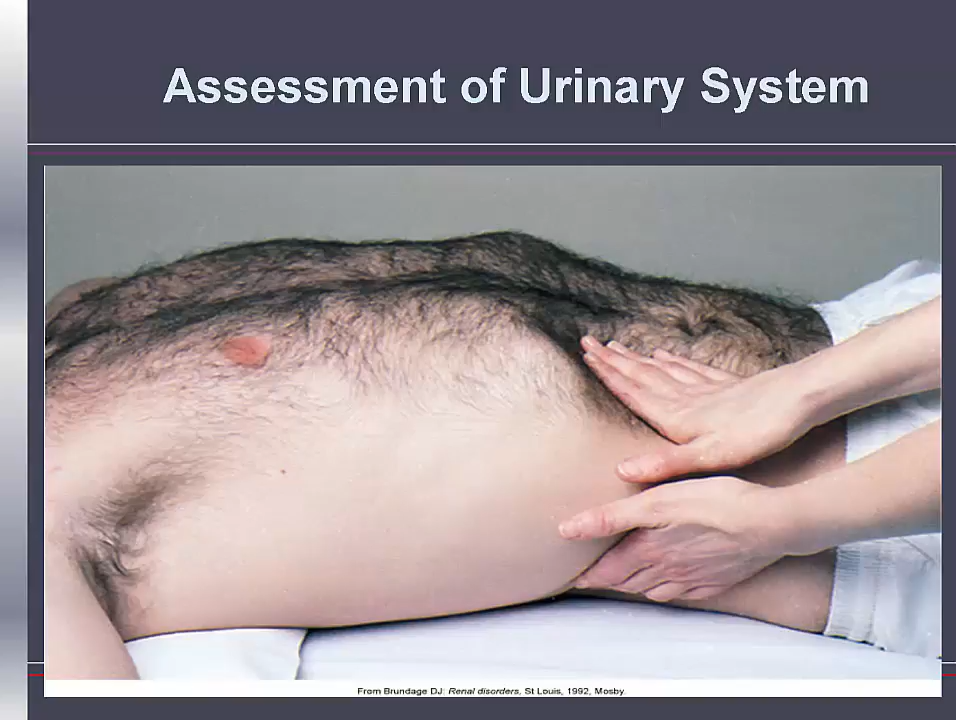 Assessment of Urinary System
From Brundage DJ: Renal disorders, St Louis, 1992, Mosby.